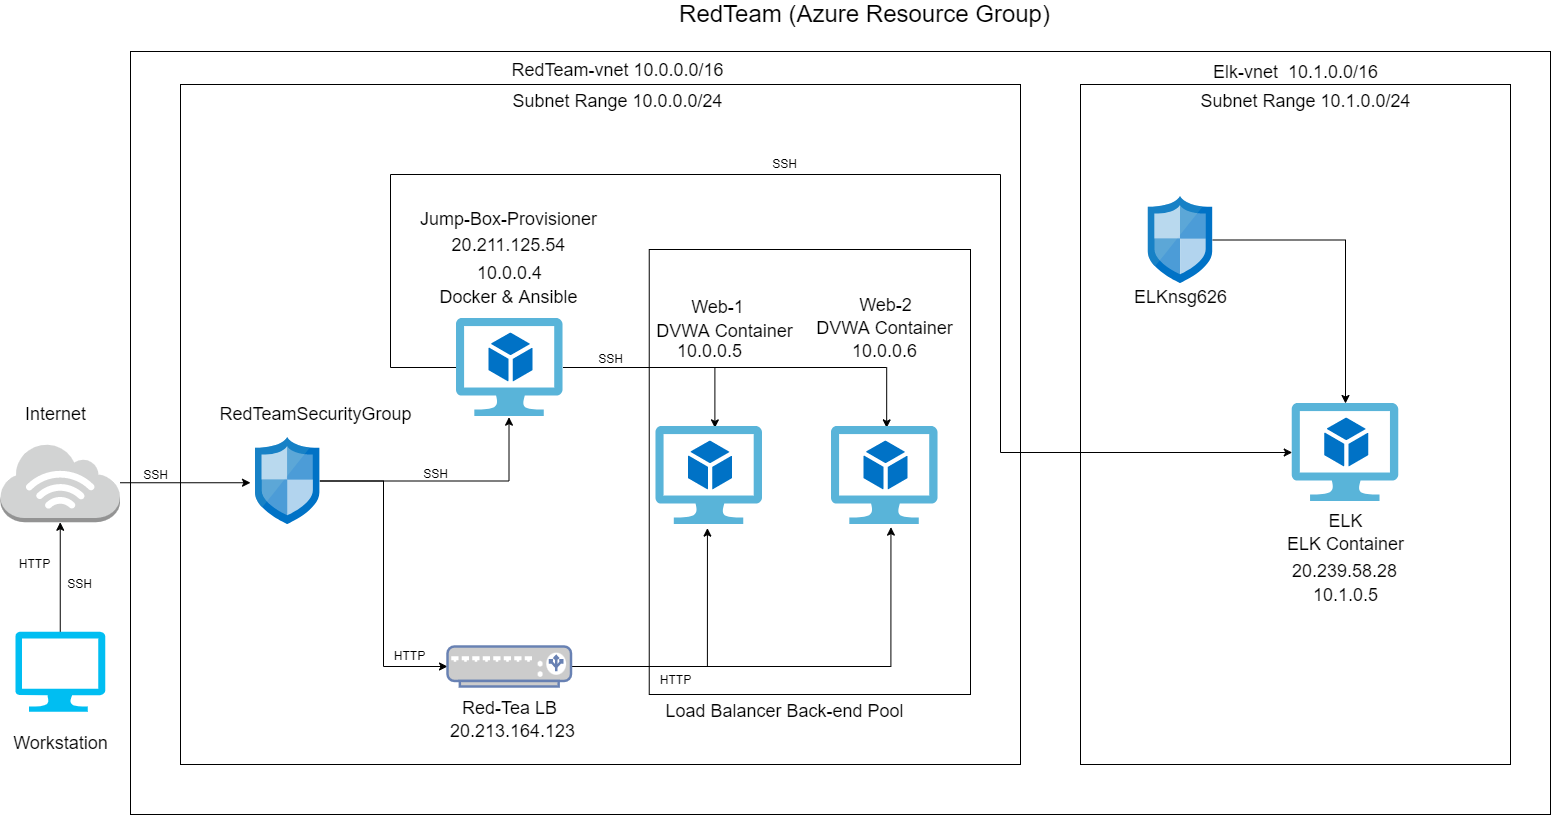 RedTeam (Azure Resource Group)
RedTeam-vnet 10.0.0.0/16
Subnet Range 10.0.0.0/24
Elk-vnet 10.1.0.0/16
Subnet Range 10.1.0.0/24
SSH
Jump-Box-Provisioner
20.211.125.54
10.0.0.4
Docker & Ansible
SSH
Web-1
DVWA Container
10.0.0.5
Web-2
DVWA Container
10.0.0.6
ELKnsg626
Internet
RedTeamSecurityGroup
SSH
SSH
HTTP
SSH
Workstation
HTTP
Red-Tea LB
20.213.164.123
HTTP
Load Balancer Back-end Pool
ELK
ELK Container
20.239.58.28
10.1.0.5